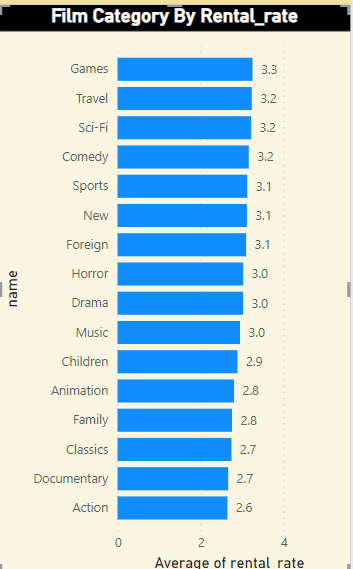 Film Category By Rental_rate
Games 3.3
Travel 3.2
Sci-Fi 3.2
Comedy 3.2
Sports 3.1
New 3.1
Foreign 3.1
Horror 3.0
Drama 3.0
Music 3.0
Children 2.9
Animation 2.8
Family 2.8
Classics 2.7
Documentary 2.7
Action 2.6
name
0 2 4
Average of rental_rate